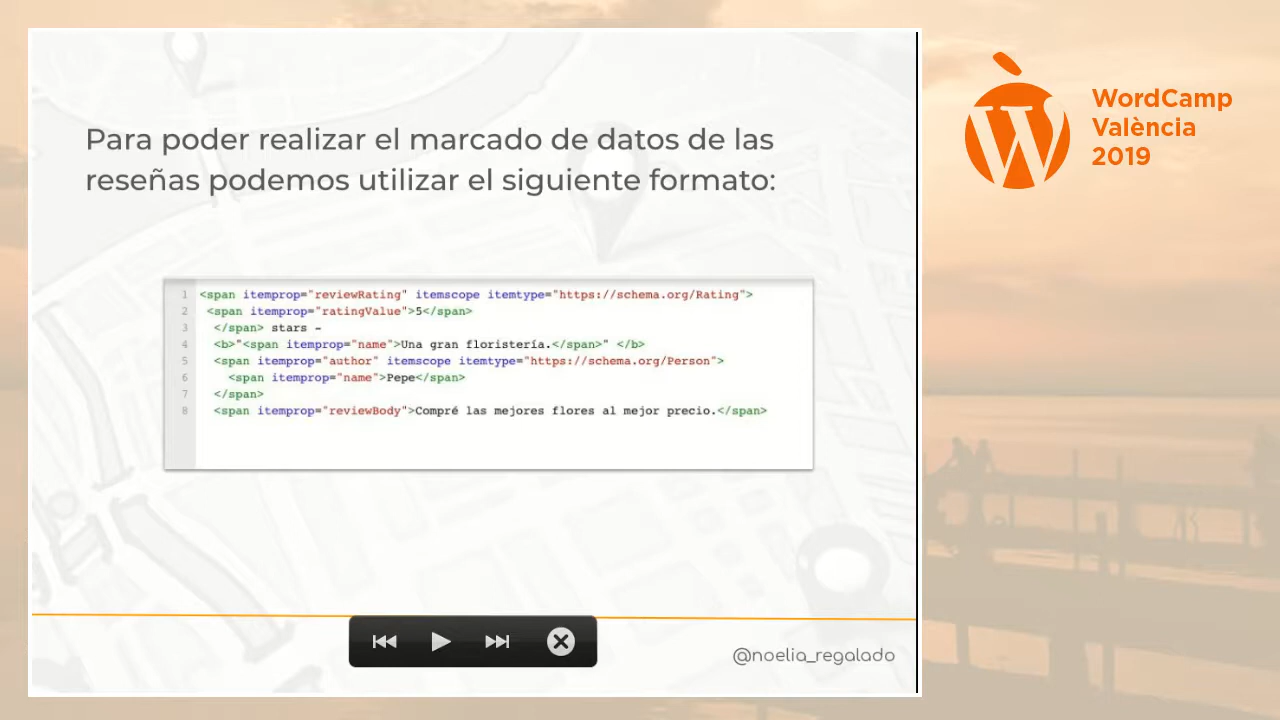 Para poder realizar el marcado de datos de las
reseñas podemos utilizar el siguiente formato:
1 <span itemprop="reviewRating" itemscope itemtype="https://schema.org/Rating">
2 <span itemprop="ratingValue">5</span>
3 </span> stars -
4 <b>"<span itemprop="name">Una gran floristería.</span>" </b>
5 <span itemprop="author" itemscope itemtype="https://schema.org/Person">
6 <span itemprop="name">Pepe</span>
7 </span>
8 <span itemprop="reviewBody">Compré las mejores flores al mejor precio.</span>
@noelia_regalado
WordCamp
València
2019